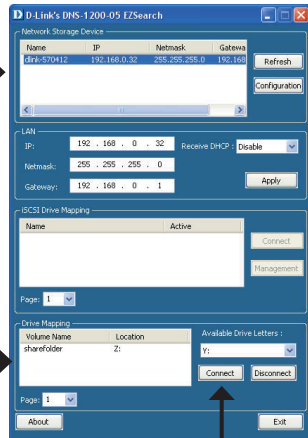 D-Link's DNS-1200-05 EZSearch
Network Storage Device
Name IP Netmask Gatewa
dlink-570412 192.168.0.32 255.255.255.0 192.168
Refresh
Configuration
LAN
IP: 192 . 168 . 0 . 32 Receive DHCP : Disable
Netmask: 255 . 255 . 255 . 0
Gateway: 192 . 168 . 0 . 1 Apply
iSCSI Drive Mapping
Name Active
Connect
Management
Page: 1
Drive Mapping
Volume Name Location Available Drive Letters :
sharefolder Z: Y:
Connect Disconnect
Page: 1
About Exit